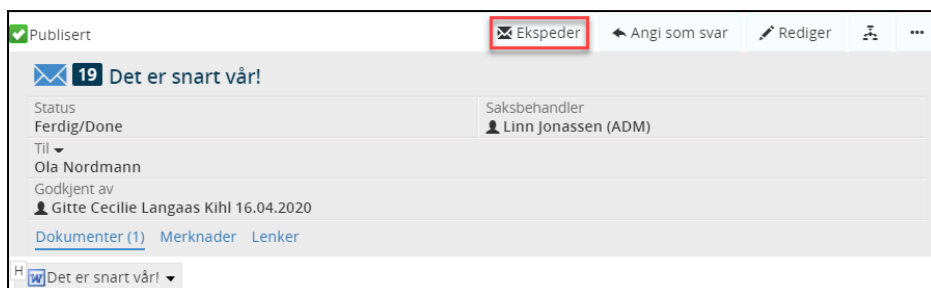 Publisert
Ekspeder
Angi som svar
Rediger
19 Det er snart vår!
Status
Ferdig/Done
Saksbehandler
Linn Jonassen (ADM)
Til
Ola Nordmann
Godkjent av
Gitte Cecilie Langaas Kihl 16.04.2020
Dokumenter (1) Merknader Lenker
H
W Det er snart vår!